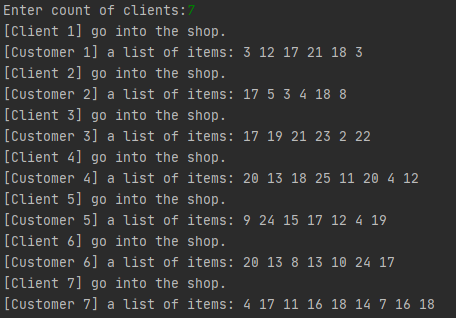 Enter count of clients:7
[Client 1] go into the shop.
[Customer 1] a list of items: 3 12 17 21 18 3
[Client 2] go into the shop.
[Customer 2] a list of items: 17 5 3 4 18 8
[Client 3] go into the shop.
[Customer 3] a list of items: 17 19 21 23 2 22
[Client 4] go into the shop.
[Customer 4] a list of items: 20 13 18 25 11 20 4 12
[Client 5] go into the shop.
[Customer 5] a list of items: 9 24 15 17 12 4 19
[Client 6] go into the shop.
[Customer 6] a list of items: 20 13 8 13 10 24 17
[Client 7] go into the shop.
[Customer 7] a list of items: 4 17 11 16 18 14 7 16 18